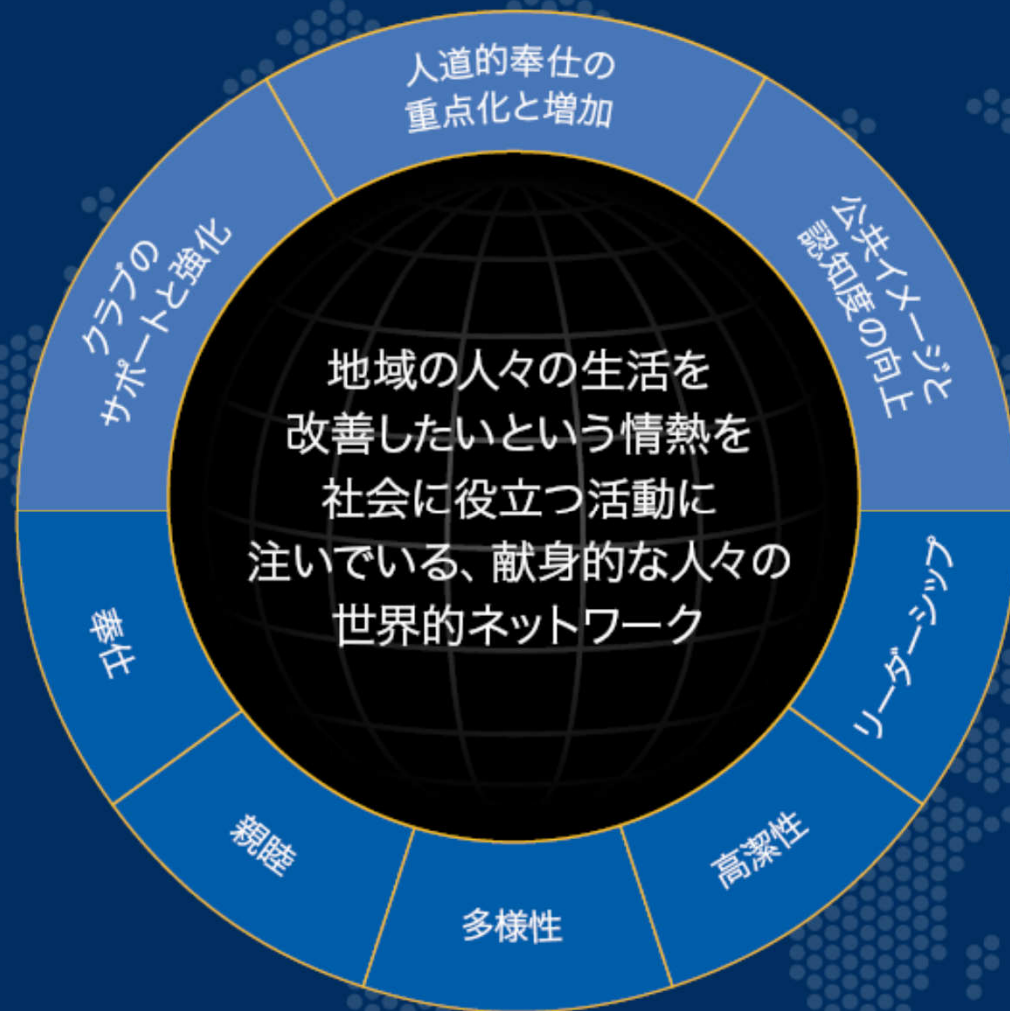 人道的奉仕の
重点化と増加
公共イメージと
認知度の向上
クラブの
サポートと強化
地域の人々の生活を
改善したいという情熱を
社会に役立つ活動に
注いでいる、献身的な人々の
世界的ネットワーク
奉仕
親睦
多様性
高潔性
リーダーシップ